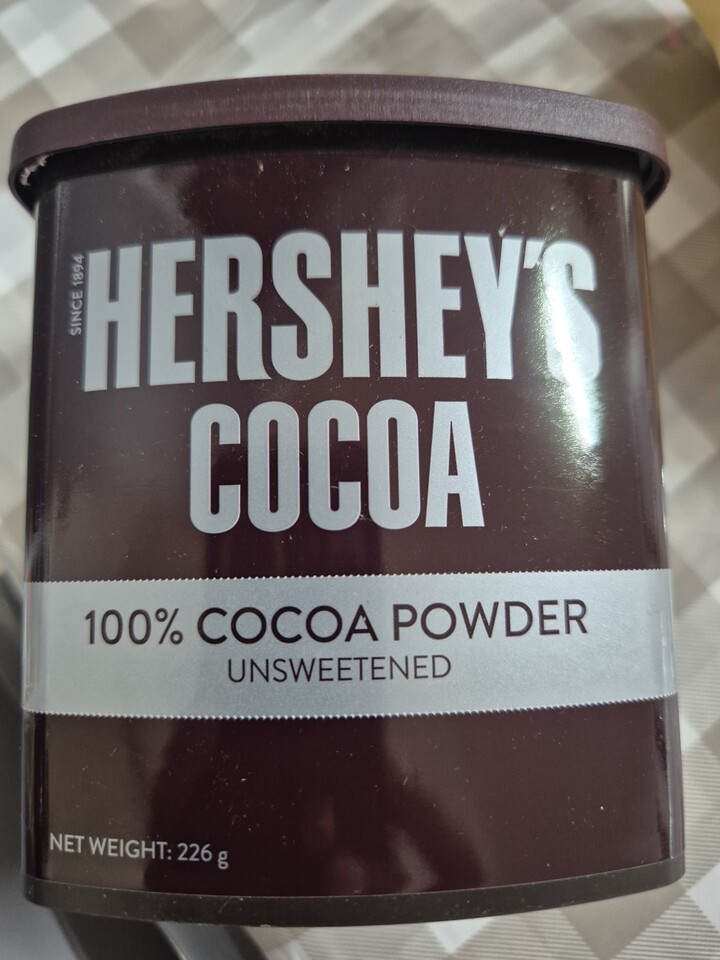 SINCE 1894
HERSHEY'S
COCOA
100% COCOA POWDER
UNSWEETENED
NET WEIGHT: 226 g